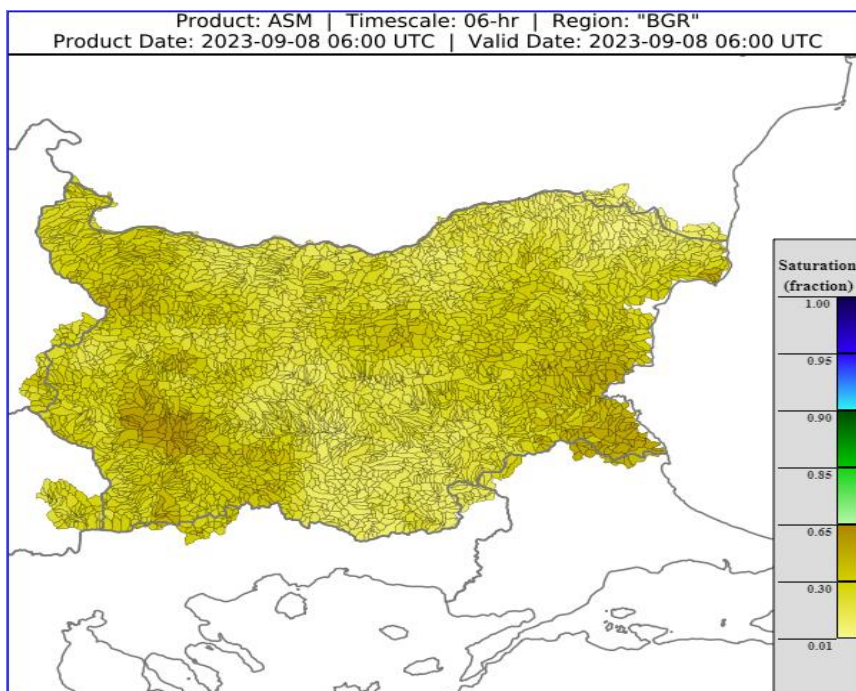 Product: ASM | Timescale: 06-hr | Region: "BGR"
Product Date: 2023-09-08 06:00 UTC | Valid Date: 2023-09-08 06:00 UTC
Saturation
(fraction)
1.00
0.95
0.90
0.85
0.65
0.30
0.01